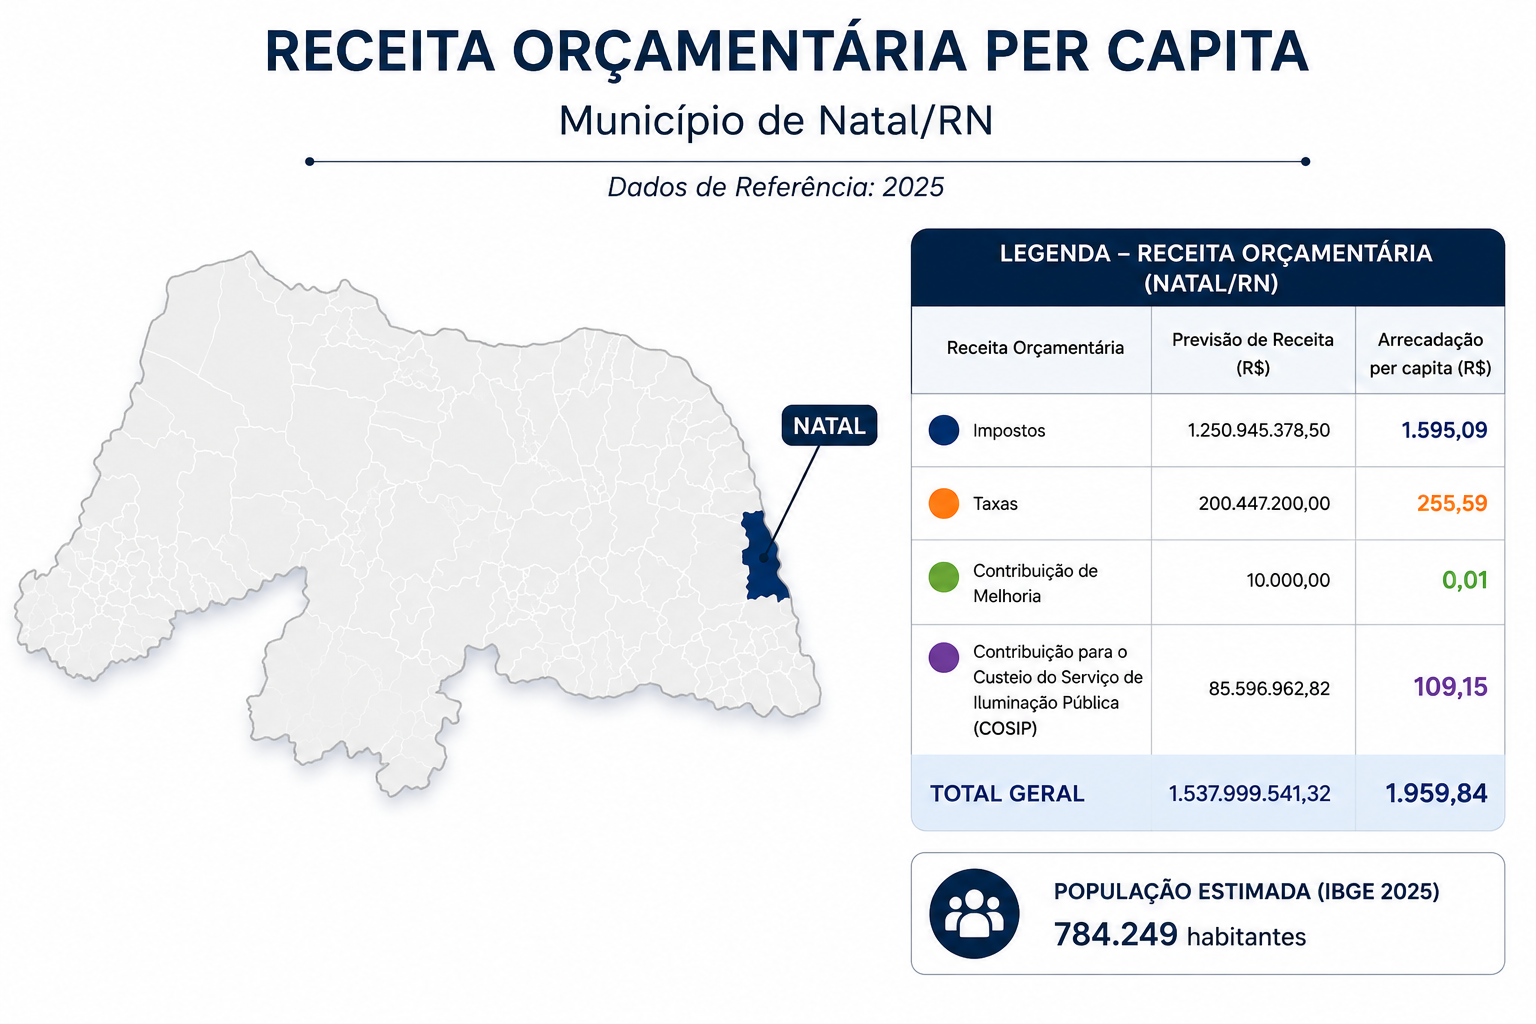 RECEITA ORÇAMENTÁRIA PER CAPITA
Município de Natal/RN
Dados de Referência: 2025
NATAL
LEGENDA – RECEITA ORÇAMENTÁRIA
(NATAL/RN)
Receita Orçamentária
Previsão de Receita
(R$)
Arrecadação
per capita (R$)
Impostos
1.250.945.378,50
1.595,09
Taxas
200.447.200,00
255,59
Contribuição de
Melhoria
10.000,00
0,01
Contribuição para o
Custeio do Serviço de
Iluminação Pública
(COSIP)
85.596.962,82
109,15
TOTAL GERAL
1.537.999.541,32
1.959,84
POPULAÇÃO ESTIMADA (IBGE 2025)
784.249 habitantes